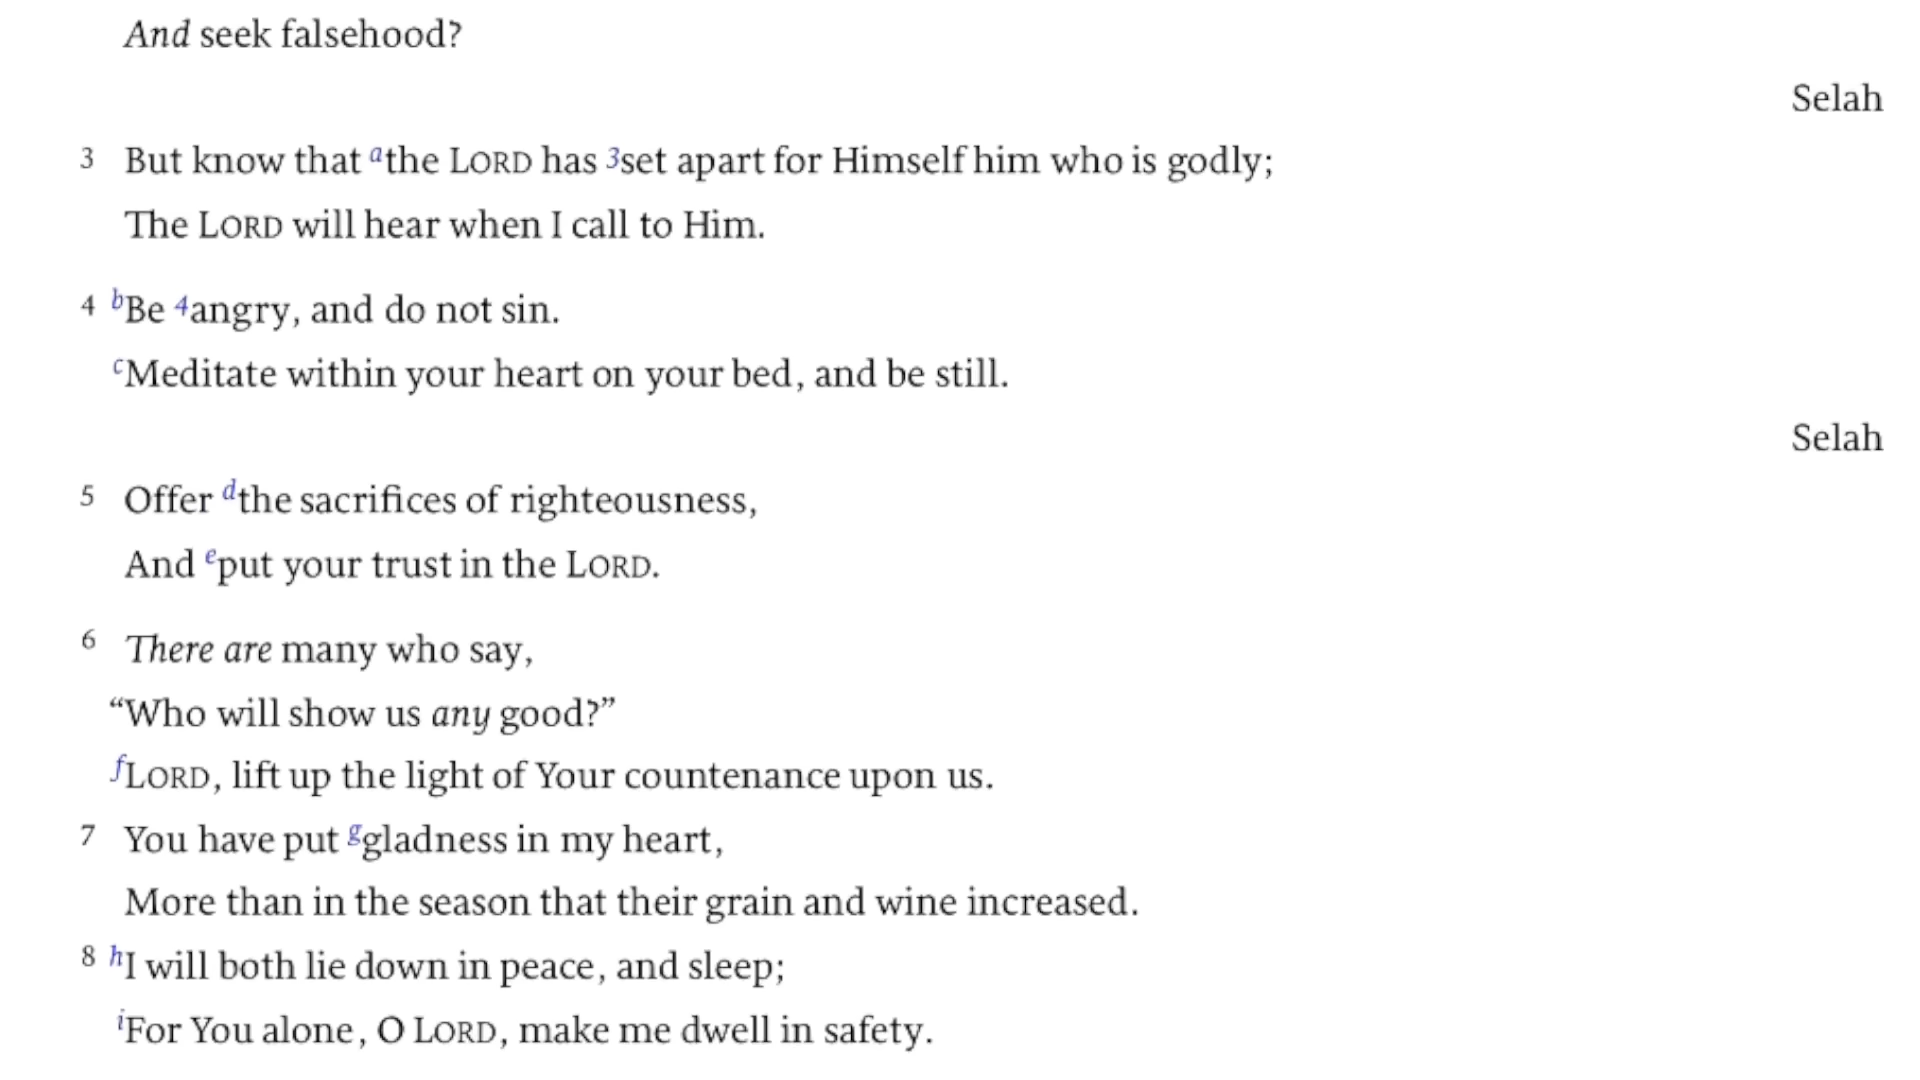 And seek falsehood?
Selah
3 But know that athe LORD has 3set apart for Himself him who is godly;
The LORD will hear when I call to Him.
4 bBe 4angry, and do not sin.
cMeditate within your heart on your bed, and be still.
Selah
5 Offer dthe sacrifices of righteousness,
And eput your trust in the LORD.
6 There are many who say,
“Who will show us any good?”
fLORD, lift up the light of Your countenance upon us.
7 You have put ggladness in my heart,
More than in the season that their grain and wine increased.
8 hI will both lie down in peace, and sleep;
iFor You alone, O LORD, make me dwell in safety.